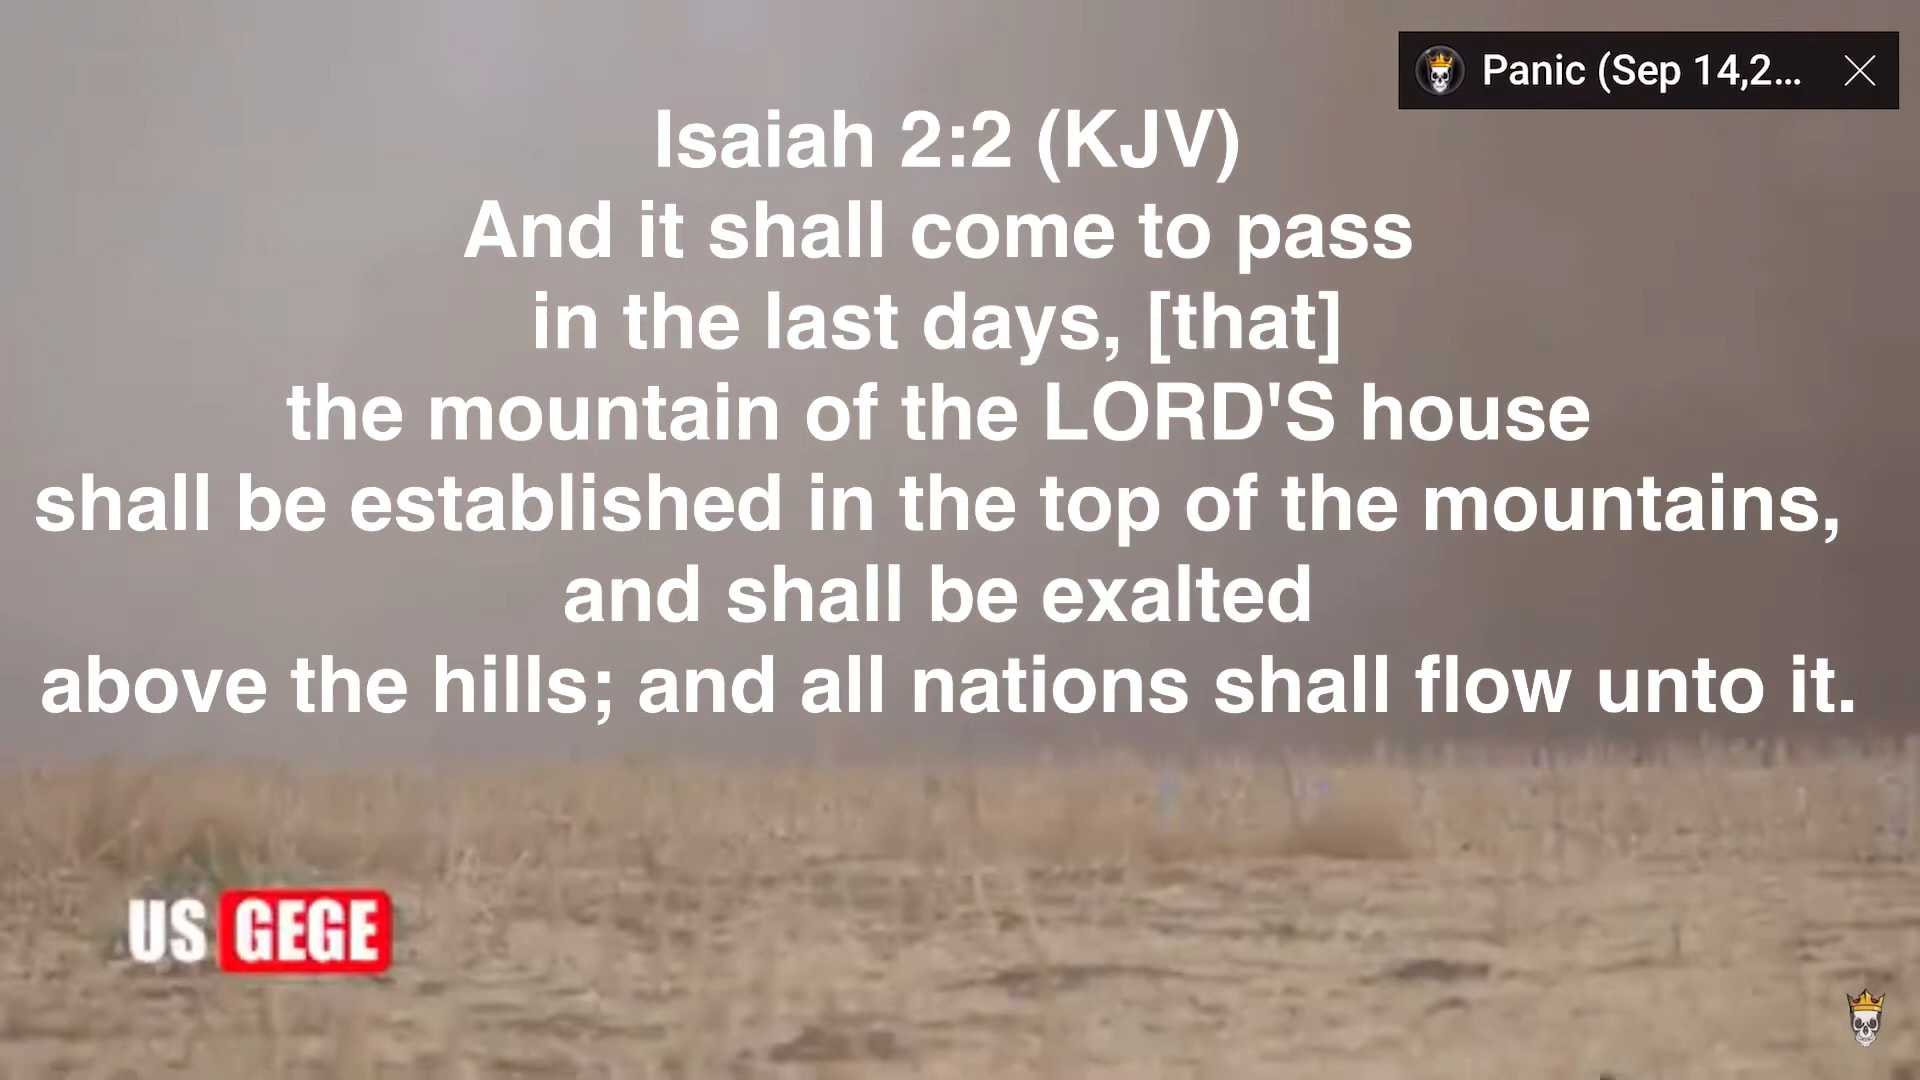 Panic (Sep 14,2...
Isaiah 2:2 (KJV)
And it shall come to pass
in the last days, [that]
the mountain of the LORD'S house
shall be established in the top of the mountains,
and shall be exalted
above the hills; and all nations shall flow unto it.
US GEGE